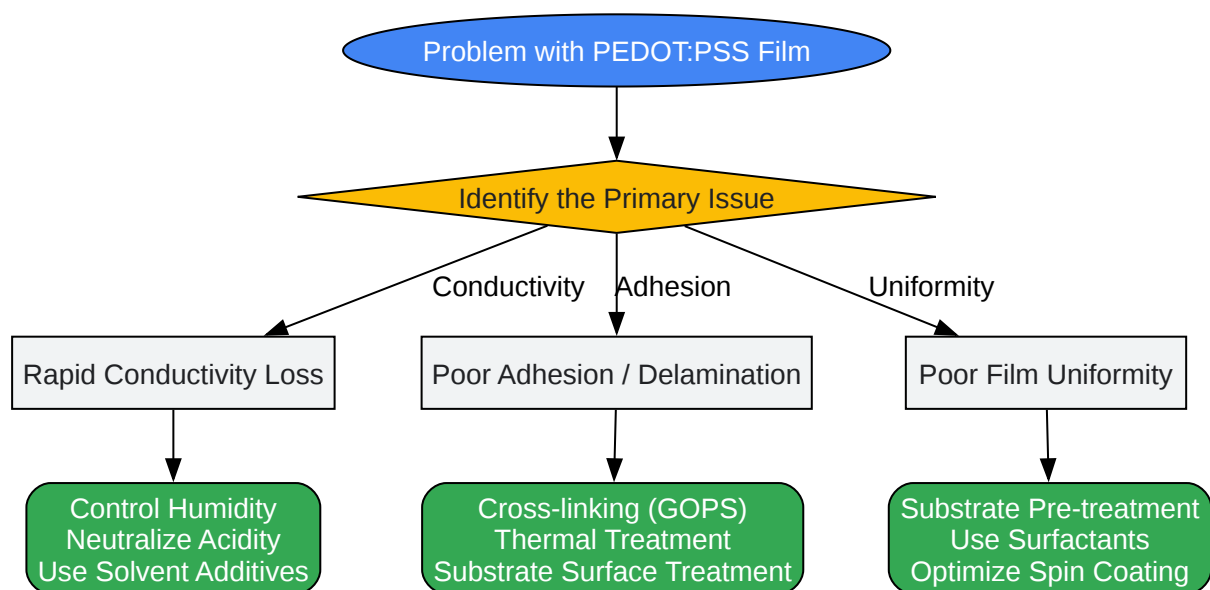 Problem with PEDOT:PSS Film
Identify the Primary Issue
Conductivity
Adhesion
Uniformity
Rapid Conductivity Loss
Poor Adhesion / Delamination
Poor Film Uniformity
Control Humidity
Neutralize Acidity
Use Solvent Additives
Cross-linking (GOPS)
Thermal Treatment
Substrate Surface Treatment
Substrate Pre-treatment
Use Surfactants
Optimize Spin Coating